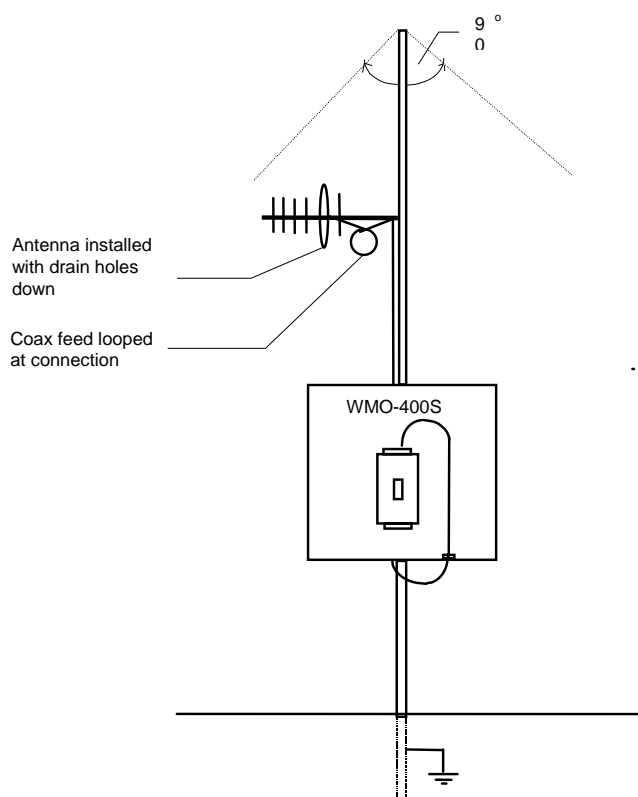 9 o
0
Antenna installed
with drain holes
down
Coax feed looped
at connection
WMO-400S